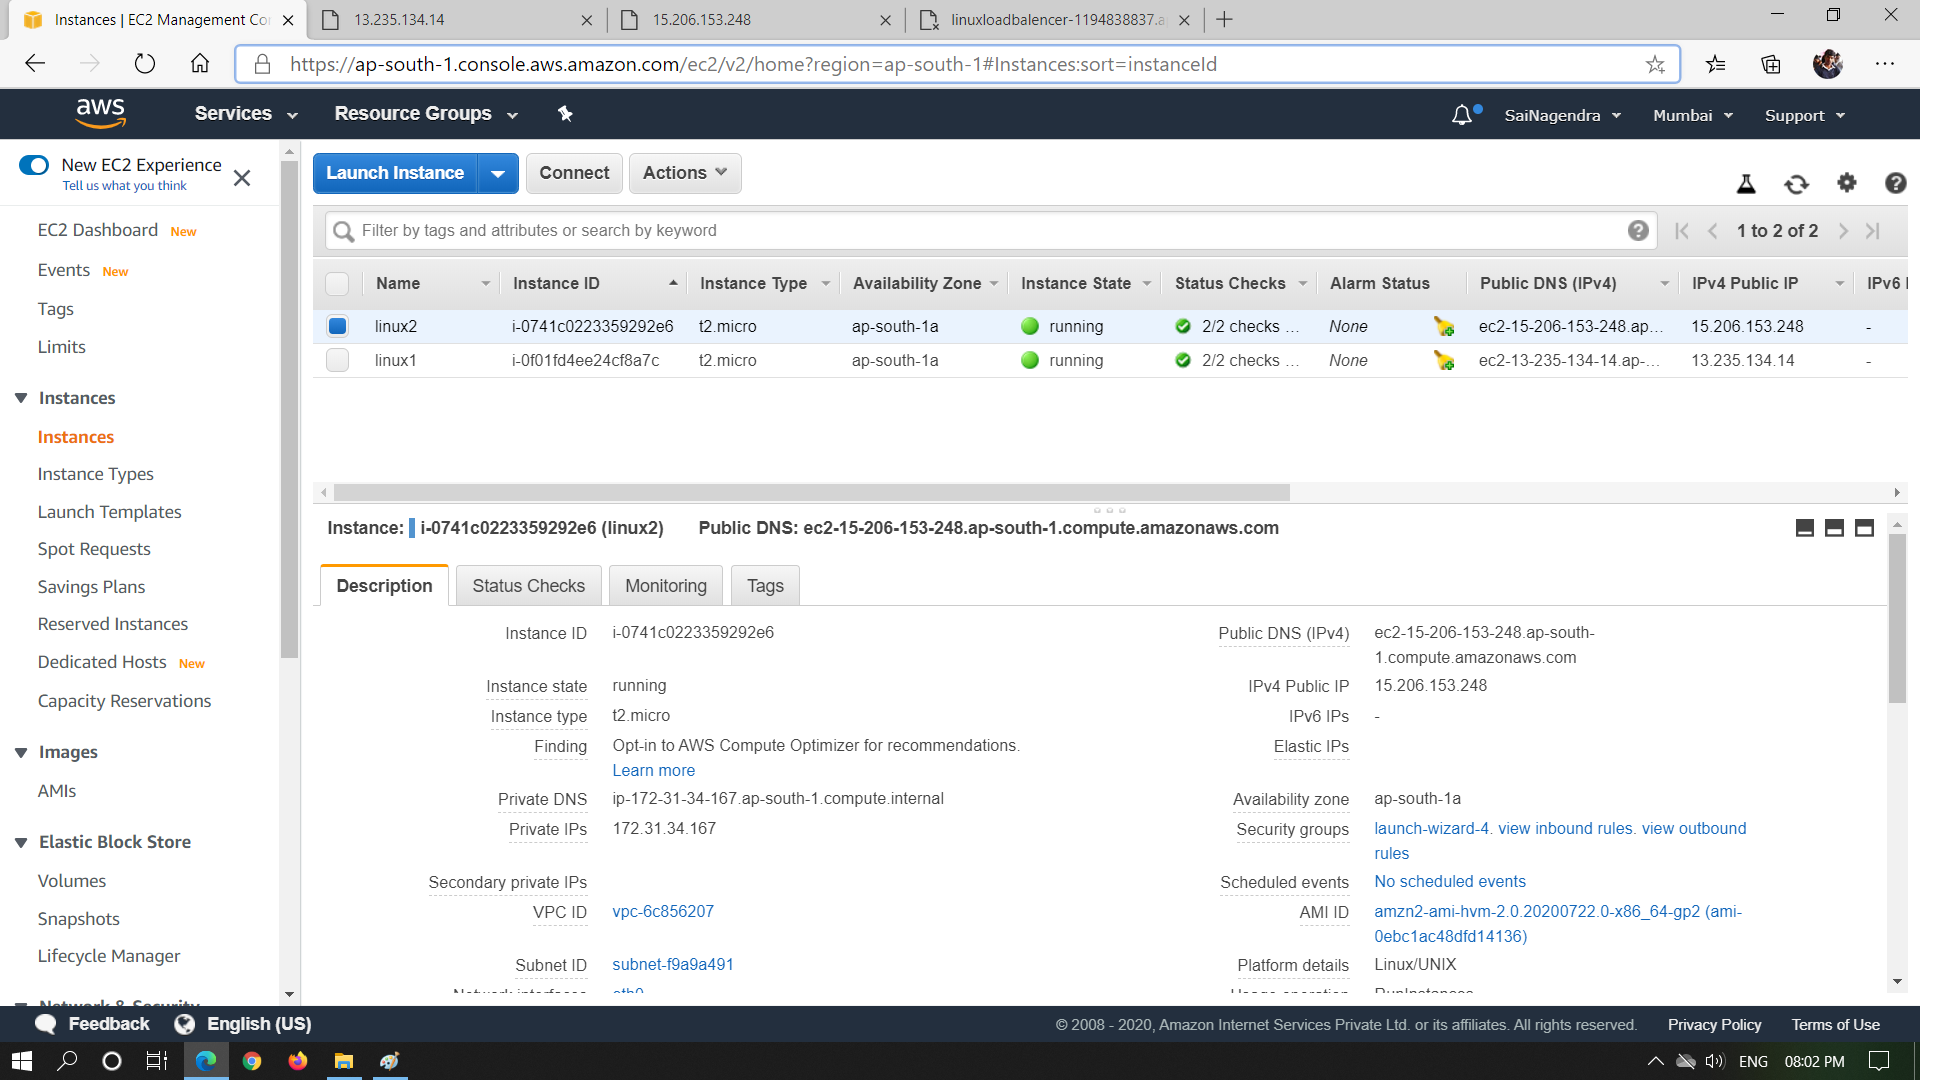 Instances | EC2 Management Co
13.235.134.14
15.206.153.248
linuxloadbalencer-1194838837.a
https://ap-south-1.console.aws.amazon.com/ec2/v2/home?region=ap-south-1#Instances:sort=instanceId
aws
Services
Resource Groups
SaiNagendra
Mumbai
Support
New EC2 Experience
Tell us what you think
EC2 Dashboard New
Events New
Tags
Limits
Instances
Instances
Instance Types
Launch Templates
Spot Requests
Savings Plans
Reserved Instances
Dedicated Hosts New
Capacity Reservations
Images
AMIs
Elastic Block Store
Volumes
Snapshots
Lifecycle Manager
Network & Security
Launch Instance
Connect
Actions
Filter by tags and attributes or search by keyword
1 to 2 of 2
Name Instance ID Instance Type Availability Zone Instance State Status Checks Alarm Status Public DNS (IPv4) IPv4 Public IP IPv6
linux2 i-0741c0223359292e6 t2.micro ap-south-1a running 2/2 checks ... None ec2-15-206-153-248.ap... 15.206.153.248 -
linux1 i-0f01fd4ee24cf8a7c t2.micro ap-south-1a running 2/2 checks ... None ec2-13-235-134-14.ap-... 13.235.134.14 -
Instance: i-0741c0223359292e6 (linux2) Public DNS: ec2-15-206-153-248.ap-south-1.compute.amazonaws.com
Description
Status Checks
Monitoring
Tags
Instance ID i-0741c0223359292e6
Instance state running
Instance type t2.micro
Finding Opt-in to AWS Compute Optimizer for recommendations.
Learn more
Private DNS ip-172-31-34-167.ap-south-1.compute.internal
Private IPs 172.31.34.167
Secondary private IPs
VPC ID vpc-6c856207
Subnet ID subnet-f9a9a491
Network interfaces eth0
Public DNS (IPv4) ec2-15-206-153-248.ap-south-
1.compute.amazonaws.com
IPv4 Public IP 15.206.153.248
IPv6 IPs -
Elastic IPs
Availability zone ap-south-1a
Security groups launch-wizard-4. view inbound rules. view outbound
rules
Scheduled events No scheduled events
AMI ID amzn2-ami-hvm-2.0.20200722.0-x86_64-gp2 (ami-
0ebc1ac48dfd14136)
Platform details Linux/UNIX
Usage operation RunInstances
Feedback
English (US)
© 2008 - 2020, Amazon Internet Services Private Ltd. or its affiliates. All rights reserved.
Privacy Policy
Terms of Use
ENG
08:02 PM